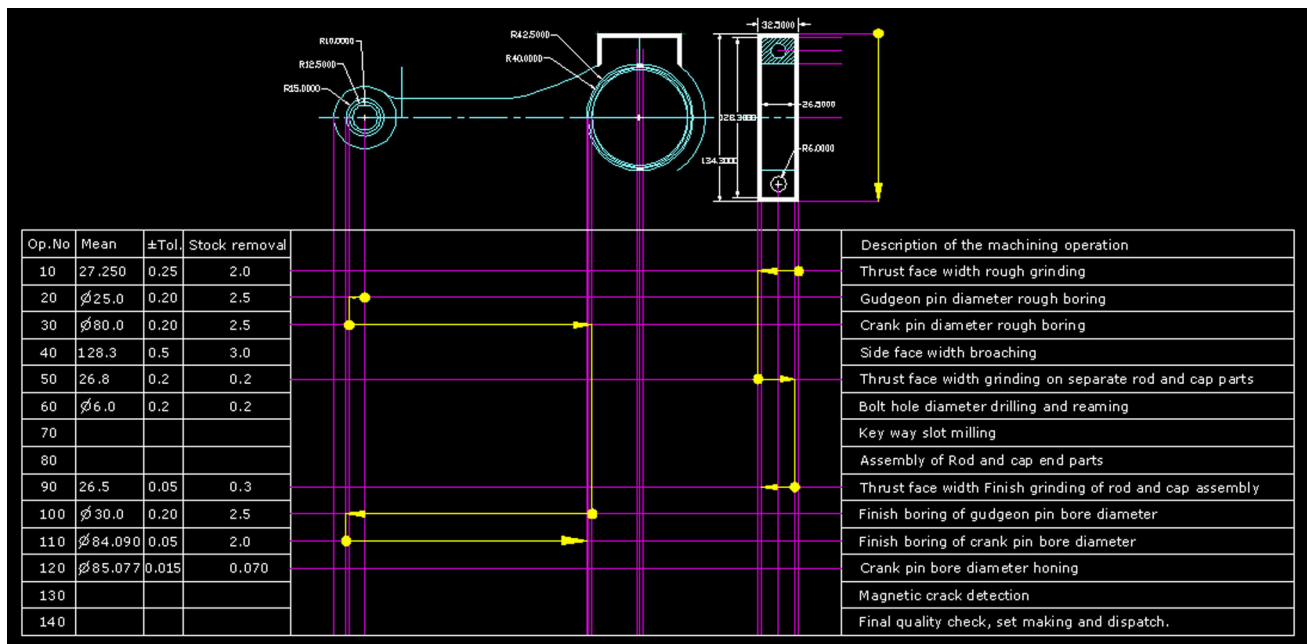 32.5000
R10.0000
R42.5000
R12.5000
R40.0000
R15.0000
26.5000
128.3000
R6.0000
134.3000
Op.No Mean ±Tol. Stock removal Description of the machining operation
10 27.250 0.25 2.0 Thrust face width rough grinding
20 Ø25.0 0.20 2.5 Gudgeon pin diameter rough boring
30 Ø80.0 0.20 2.5 Crank pin diameter rough boring
40 128.3 0.5 3.0 Side face width broaching
50 26.8 0.2 0.2 Thrust face width grinding on separate rod and cap parts
60 Ø6.0 0.2 0.2 Bolt hole diameter drilling and reaming
70 Key way slot milling
80 Assembly of Rod and cap end parts
90 26.5 0.05 0.3 Thrust face width Finish grinding of rod and cap assembly
100 Ø30.0 0.20 2.5 Finish boring of gudgeon pin bore diameter
110 Ø84.090 0.05 2.0 Finish boring of crank pin bore diameter
120 Ø85.077 0.015 0.070 Crank pin bore diameter honing
130 Magnetic crack detection
140 Final quality check, set making and dispatch.